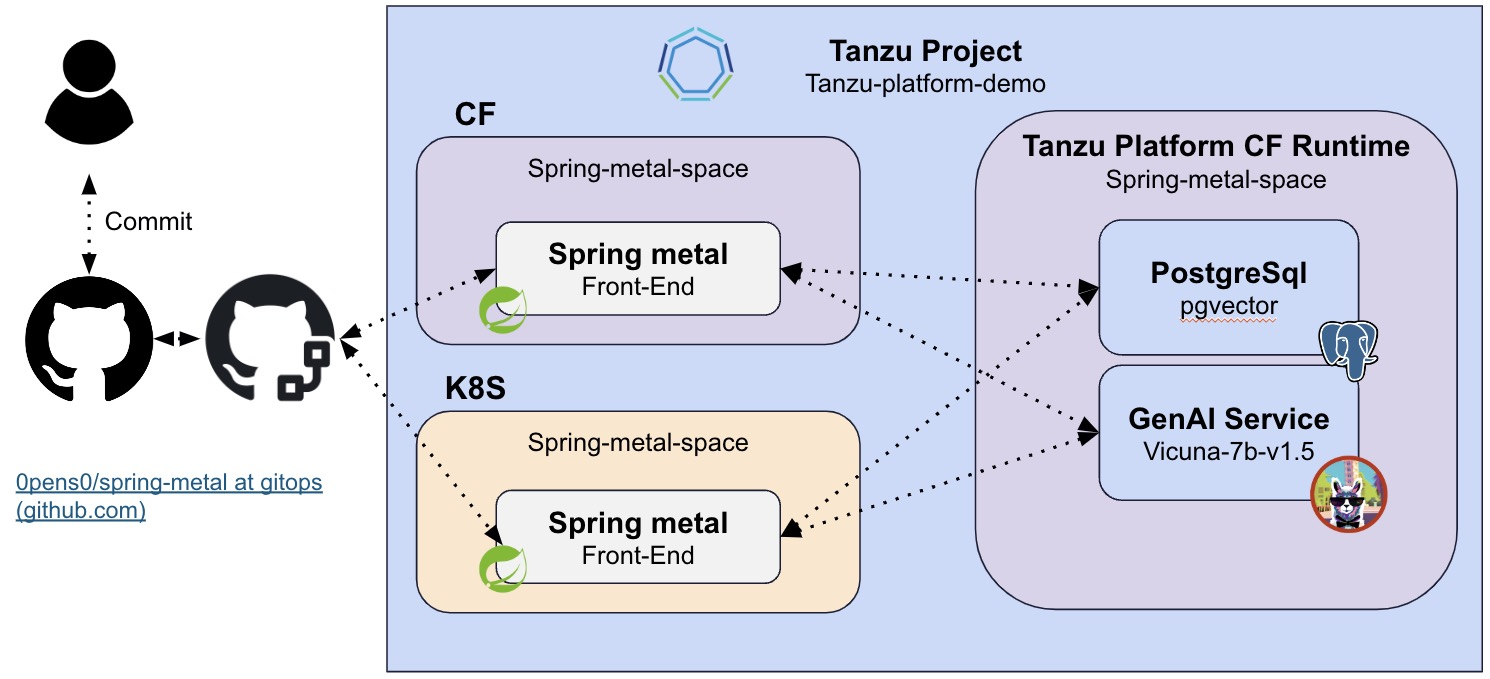 Tanzu Project
Tanzu-platform-demo
CF
Spring-metal-space
Spring metal
Front-End
K8S
Spring-metal-space
Spring metal
Front-End
Tanzu Platform CF Runtime
Spring-metal-space
PostgreSql
pgvector
GenAI Service
Vicuna-7b-v1.5
Commit
0pens0/spring-metal at gitops
(github.com)